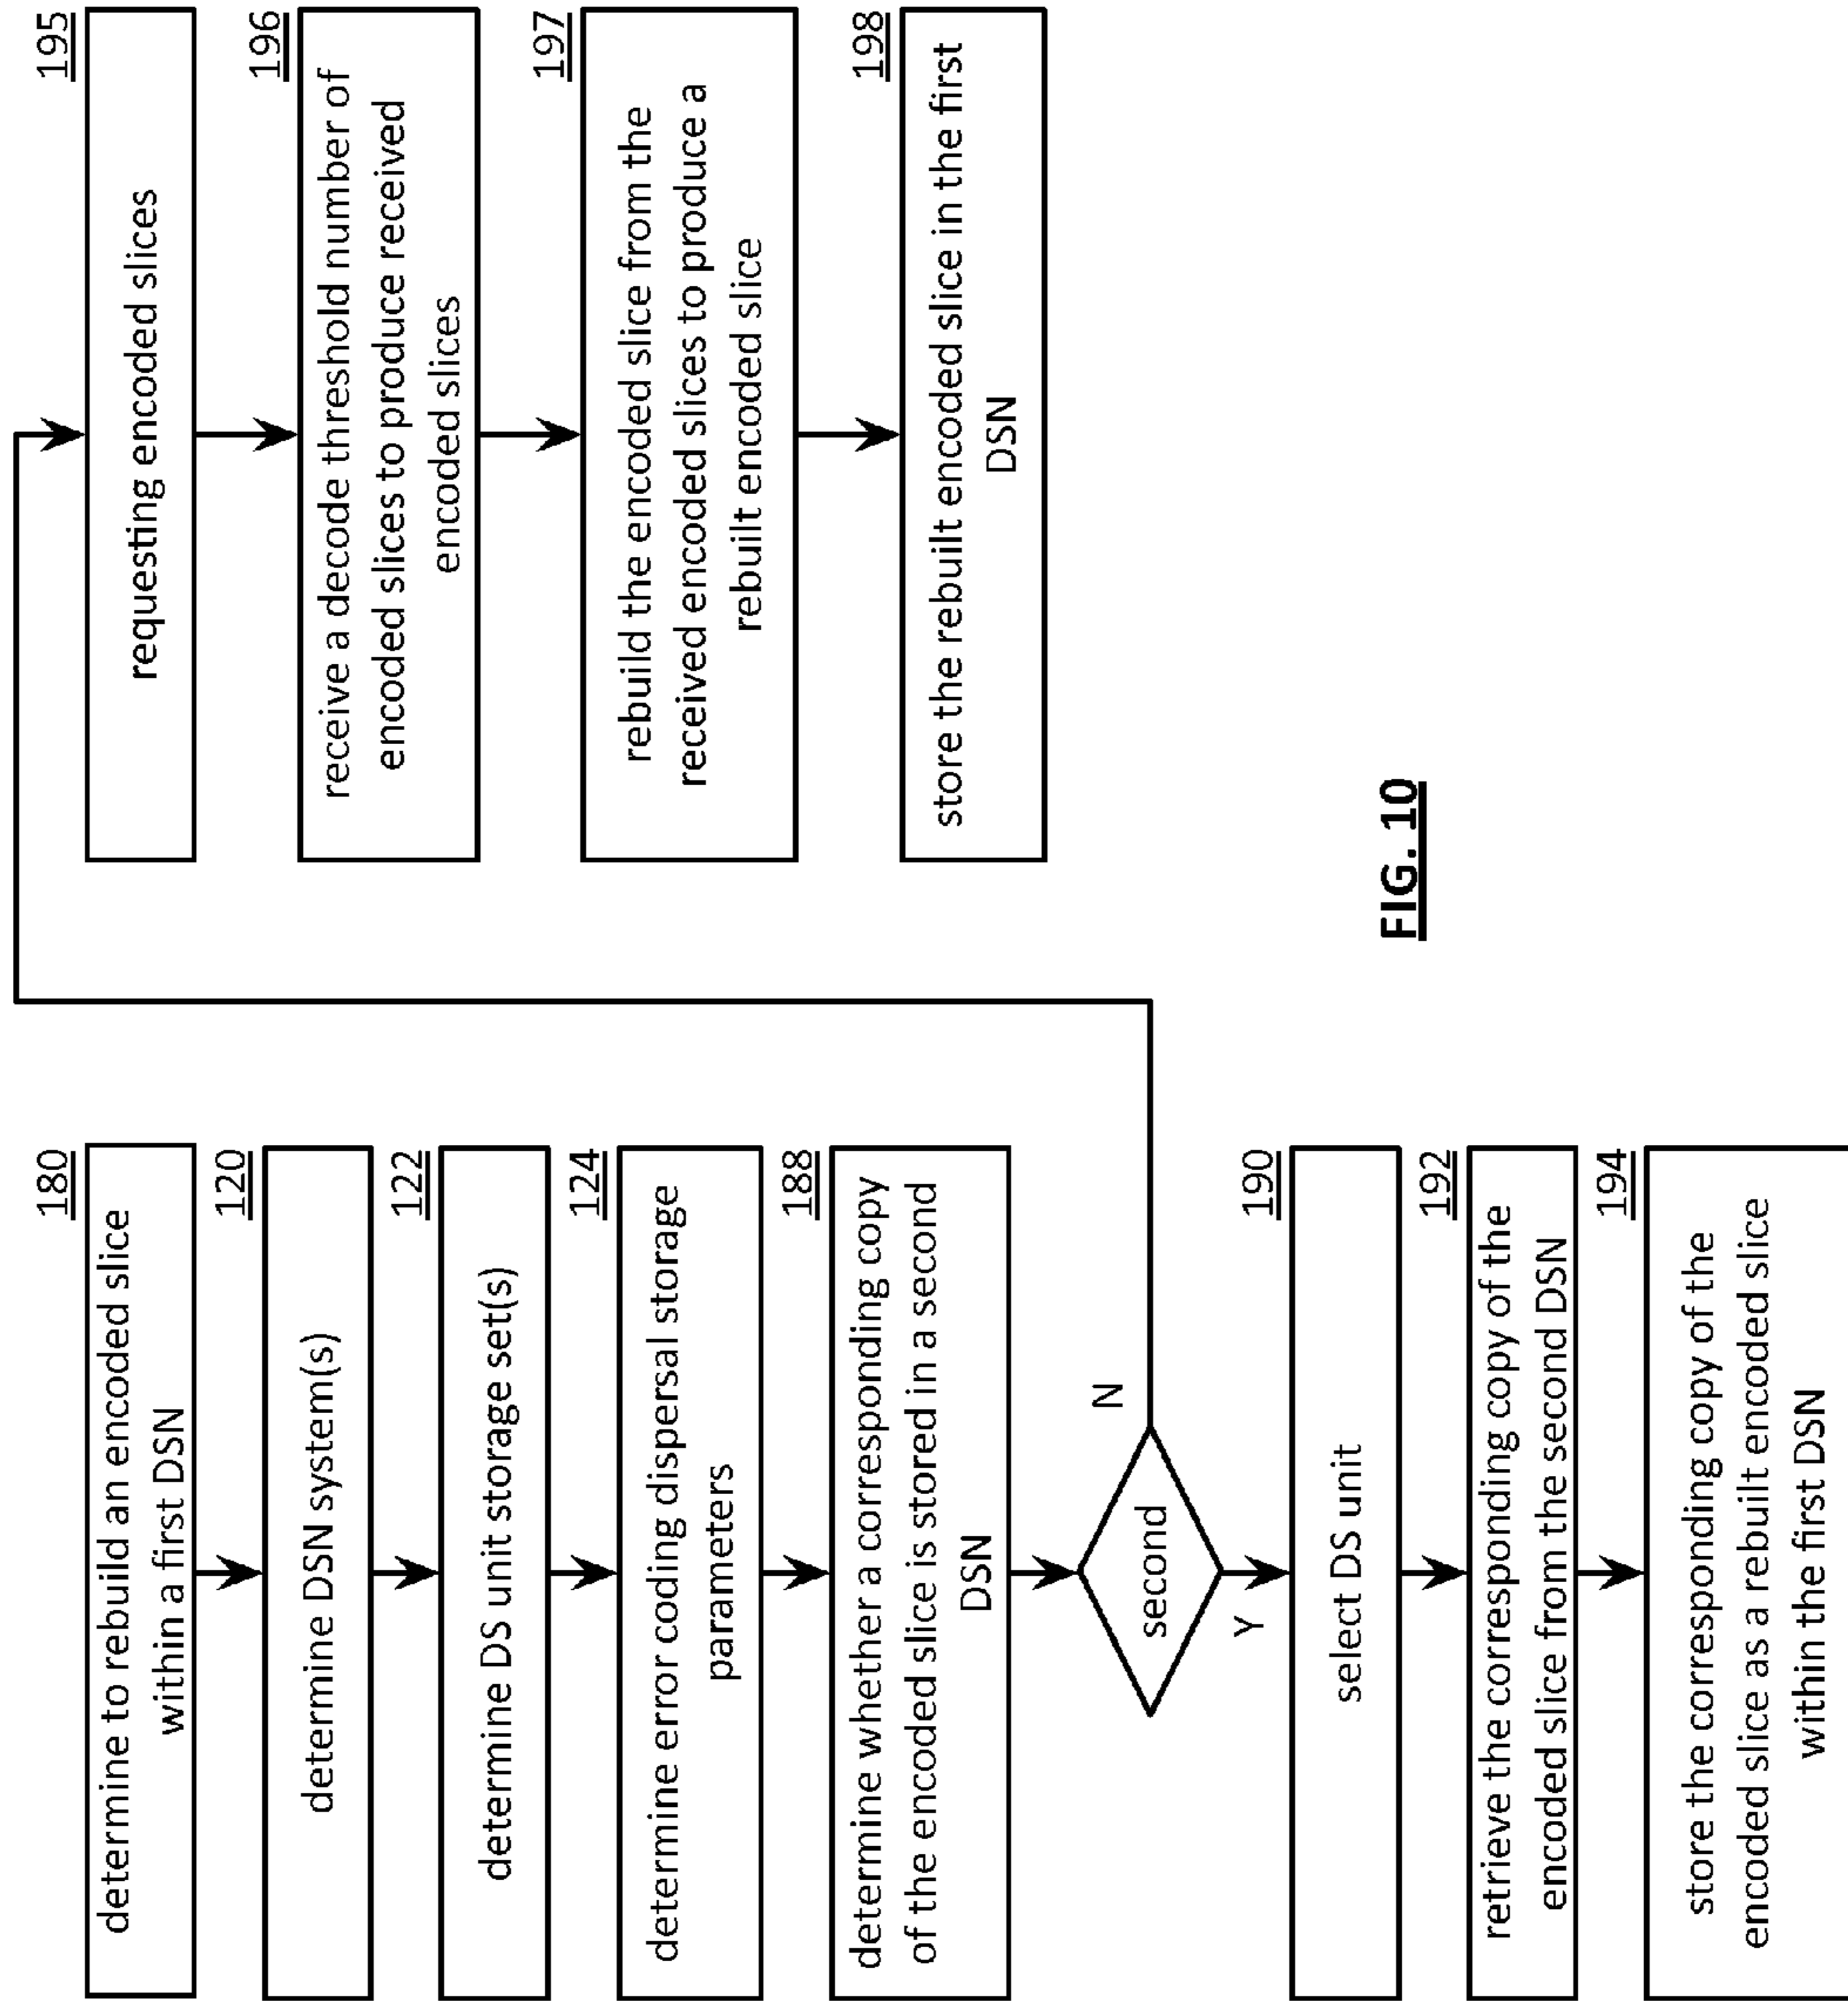 180
determine to rebuild an encoded slice
within a first DSN
120
determine DSN system(s)
122
determine DS unit storage set(s)
124
determine error coding dispersal storage
parameters
188
determine whether a corresponding copy
of the encoded slice is stored in a second
DSN
second
N
Y
190
select DS unit
192
retrieve the corresponding copy of the
encoded slice from the second DSN
194
store the corresponding copy of the
encoded slice as a rebuilt encoded slice
within the first DSN
195
requesting encoded slices
196
receive a decode threshold number of
encoded slices to produce received
encoded slices
197
rebuild the encoded slice from the
received encoded slices to produce a
rebuilt encoded slice
198
store the rebuilt encoded slice in the first
DSN
FIG. 10